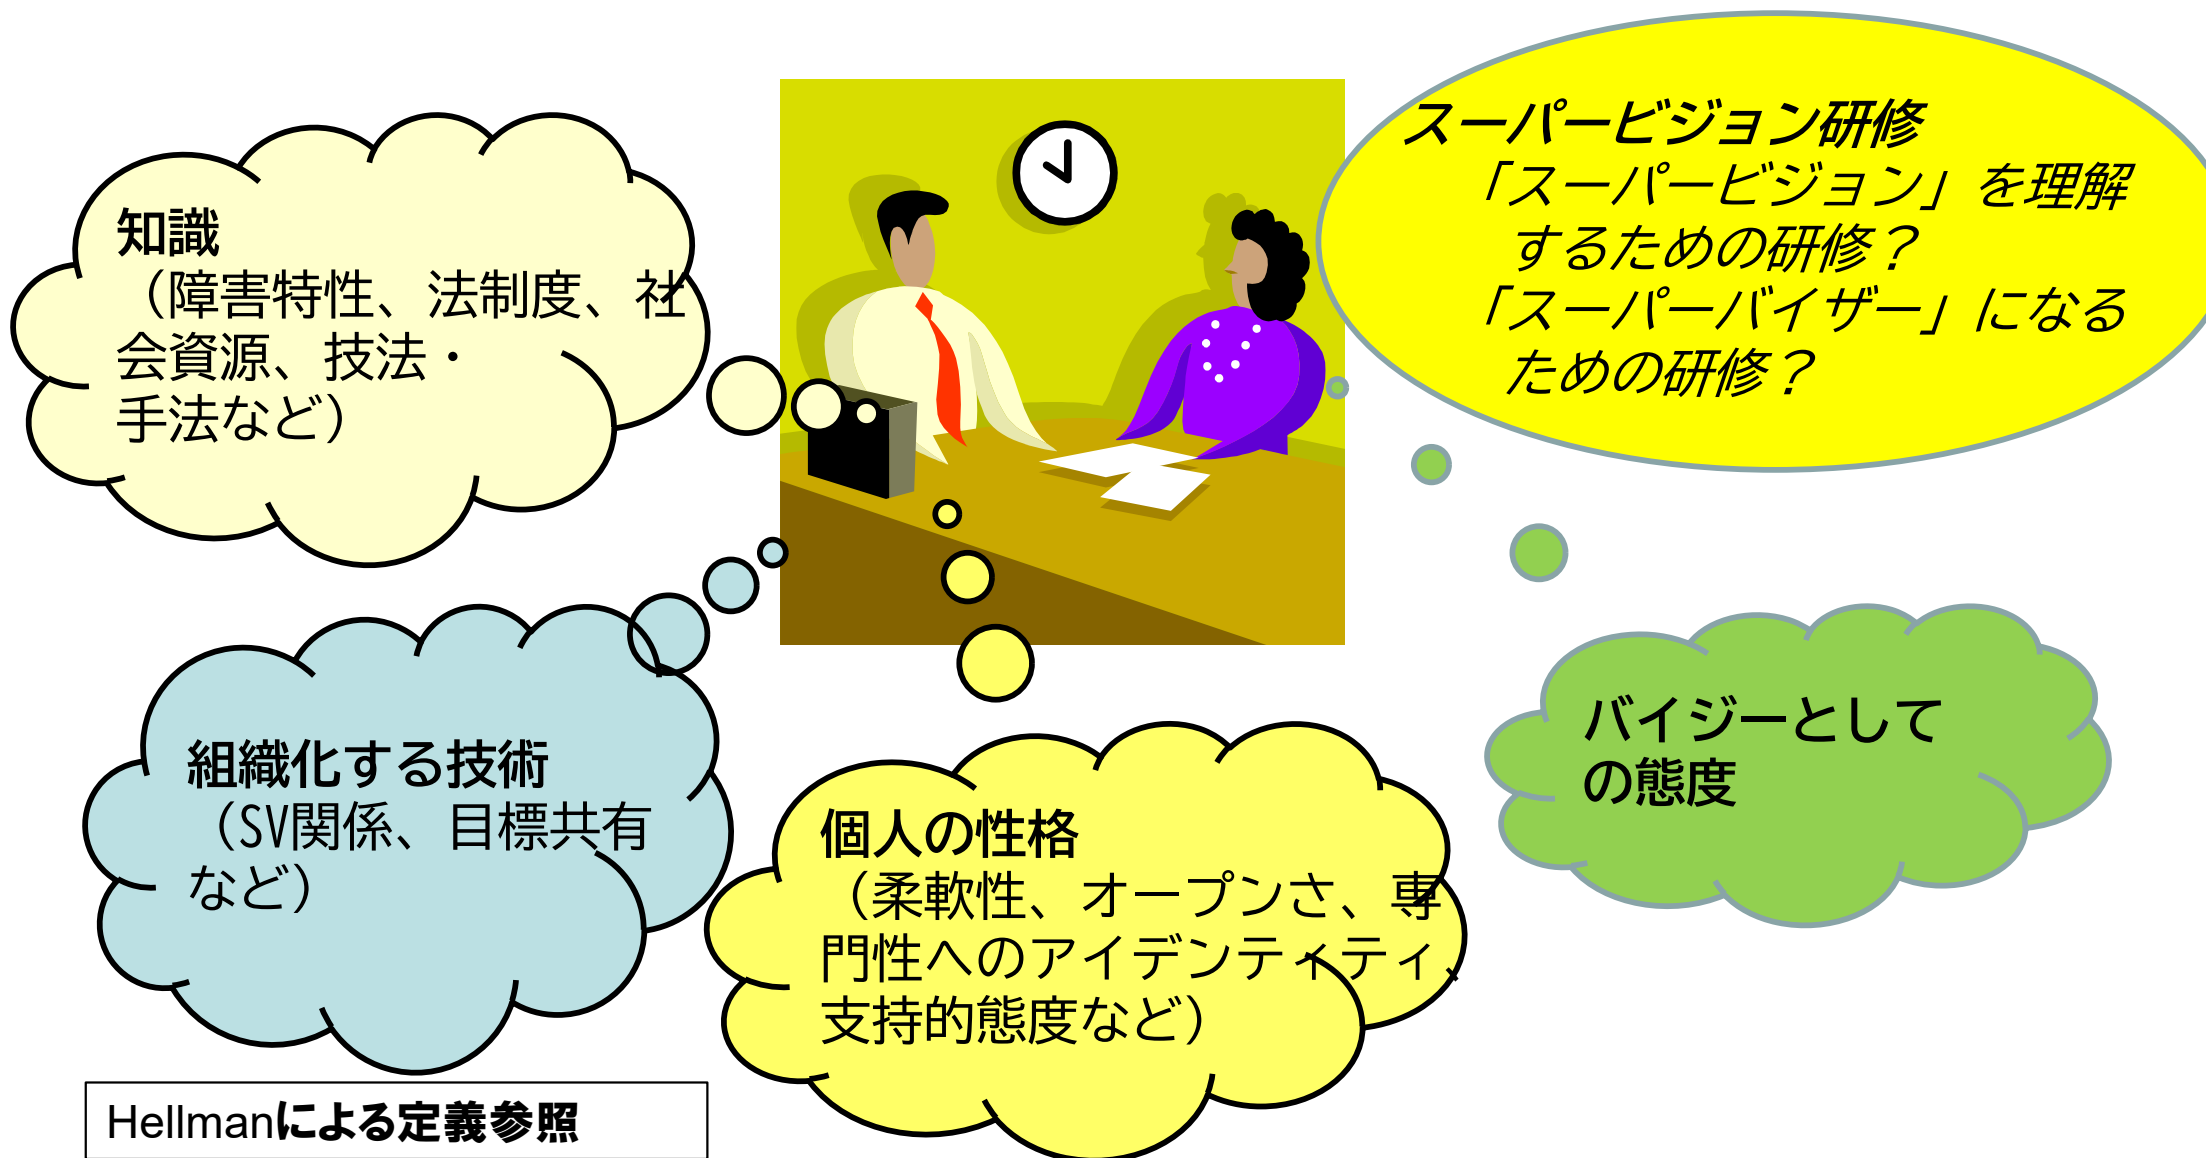 知識
（障害特性、法制度、社
会資源、技法・
手法など）
スーパービジョン研修
「スーパービジョン」を理解
するための研修？
「スーパーバイザー」になる
ための研修？
組織化する技術
（SV関係、目標共有
など）
個人の性格
（柔軟性、オープンさ、専
門性へのアイデンティティ、
支持的態度など）
バイジーとして
の態度
Hellmanによる定義参照